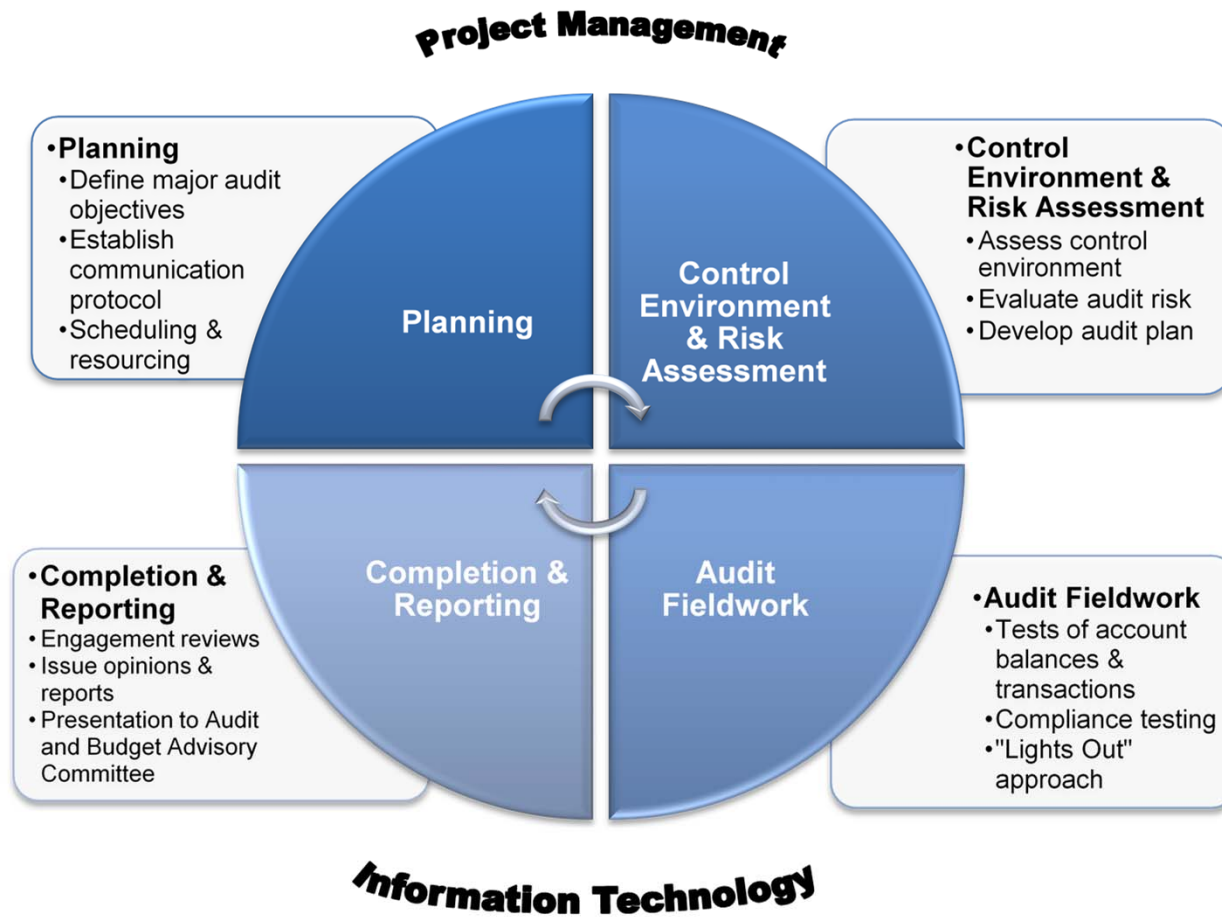 Project Management
•Planning
•Define major audit
objectives
•Establish
communication
protocol
•Scheduling &
resourcing
•Control
Environment &
Risk Assessment
•Assess control
environment
•Evaluate audit risk
•Develop audit plan
Planning
Control
Environment
& Risk
Assessment
Completion &
Reporting
Audit
Fieldwork
•Completion &
Reporting
•Engagement reviews
•Issue opinions &
reports
•Presentation to Audit
and Budget Advisory
Committee
•Audit Fieldwork
•Tests of account
balances &
transactions
•Compliance testing
•"Lights Out"
approach
Information Technology